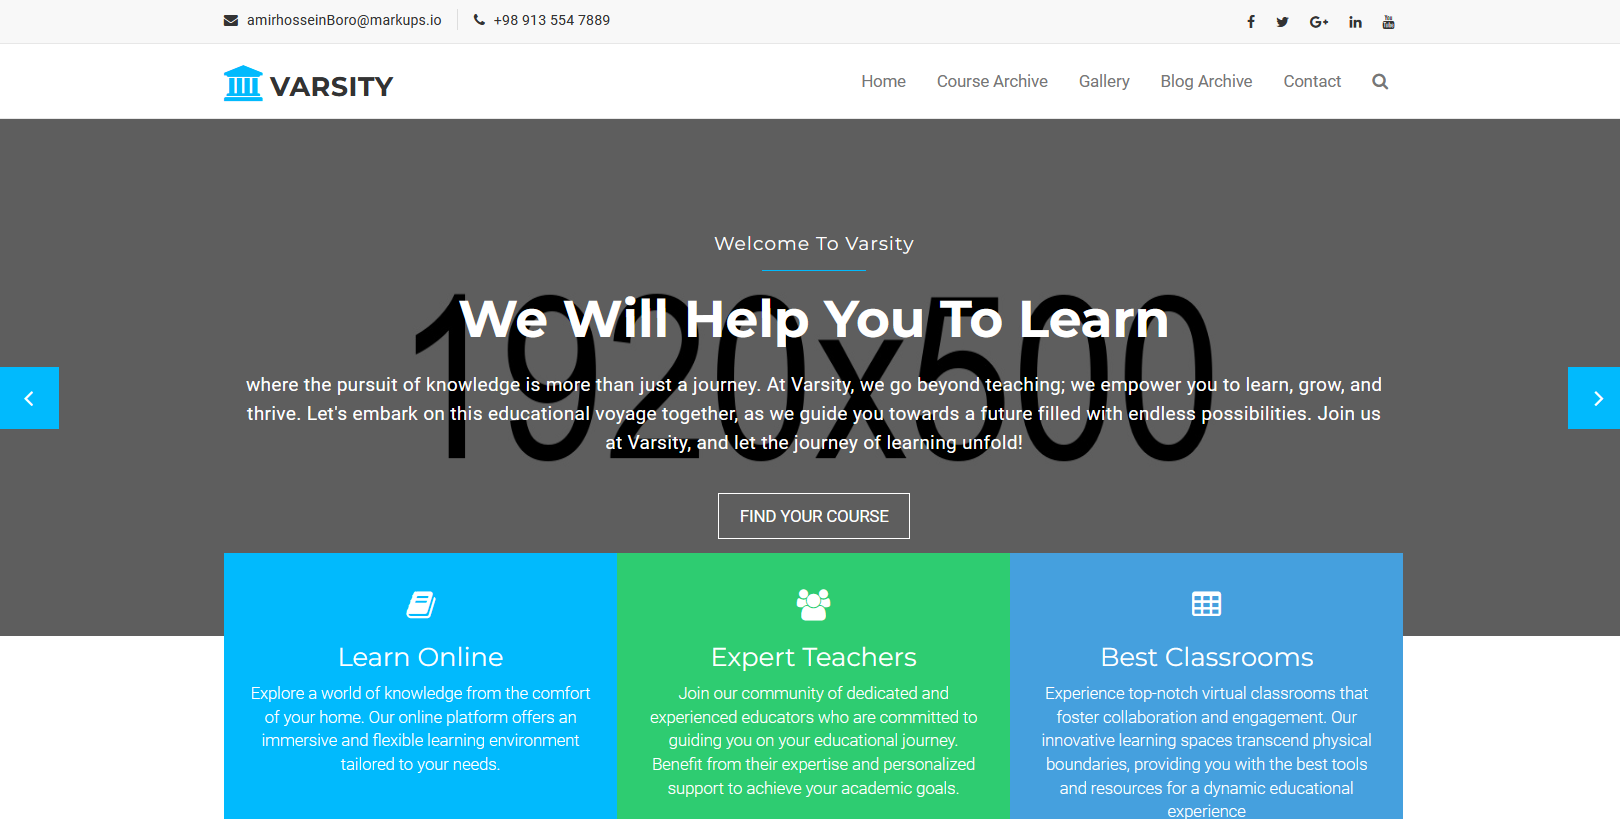 amirhosseinBoro@markups.io
+98 913 554 7889
VARSITY
Home
Course Archive
Gallery
Blog Archive
Contact
Welcome To Varsity
1920x500
We Will Help You To Learn
where the pursuit of knowledge is more than just a journey. At Varsity, we go beyond teaching; we empower you to learn, grow, and
thrive. Let's embark on this educational voyage together, as we guide you towards a future filled with endless possibilities. Join us
at Varsity, and let the journey of learning unfold!
FIND YOUR COURSE
Learn Online
Explore a world of knowledge from the comfort
of your home. Our online platform offers an
immersive and flexible learning environment
tailored to your needs.
Expert Teachers
Join our community of dedicated and
experienced educators who are committed to
guiding you on your educational journey.
Benefit from their expertise and personalized
support to achieve your academic goals.
Best Classrooms
Experience top-notch virtual classrooms that
foster collaboration and engagement. Our
innovative learning spaces transcend physical
boundaries, providing you with the best tools
and resources for a dynamic educational
experience